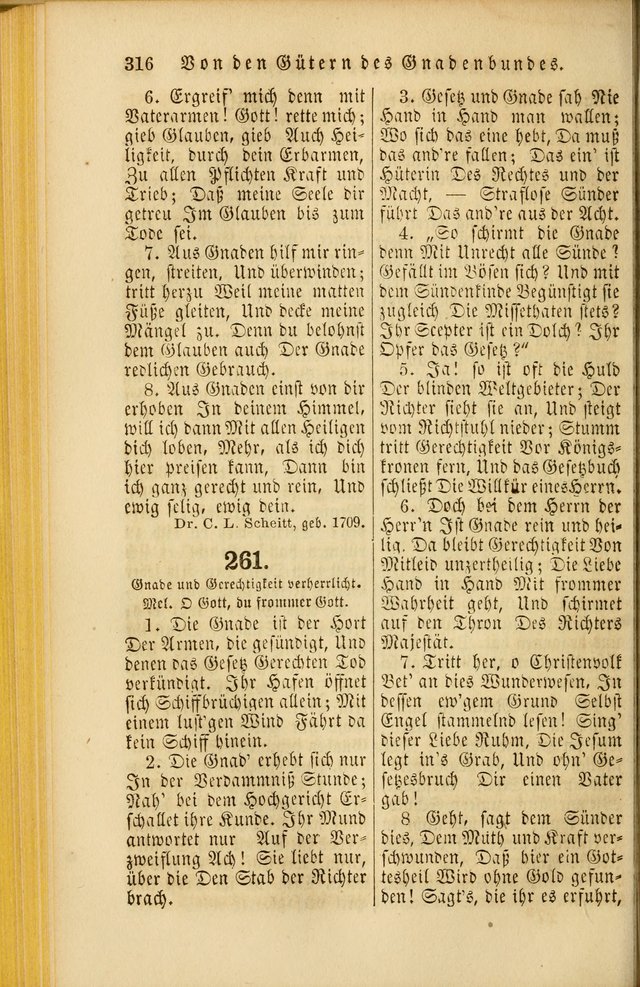 316 Von den Gütern des Gnadenbundes.
6. Ergreif' mich denn mit
Vaterarmen! Gott! rette mich;
gieb Glauben, gieb Auch Hei-
ligkeit, durch dein Erbarmen,
Zu allen Pflichten Kraft und
Trieb; Daß meine Seele dir
getreu Im Glauben bis zum
Tode sei.
7. Aus Gnaden hilf mir rin-
gen, streiten, Und überwinden;
tritt herzu Weil meine matten
Füße gleiten, Und decke meine
Mängel zu. Denn du belohnst
dem Glauben auch Der Gnade
redlichen Gebrauch.
8. Aus Gnaden einst von dir
erhoben In deinem Himmel,
will ich dann Mit allen Heiligen
dich loben, Mehr, als ich dich
hier preisen kann, Dann bin
ich ganz gerecht und rein, Und
ewig selig, ewig dein.
Dr. C. L. Scheitt, geb. 1709.
261.
Gnade und Gerechtigkeit verherrlicht.
Mel. O Gott, du frommer Gott.
1. Die Gnade ist der Hort
Der Armen, die gesündigt, Und
denen das Gesetz Gerechten Tod
verkündigt. Ihr Hafen öffnet
sich Schiffbrüchigen allein; Mit
einem lust'gen Wind Fährt da
kein Schiff hinein.
2. Die Gnad' erhebt sich nur
In der Verdammniß Stunde;
Nah' bei dem Hochgericht Er-
schallet ihre Kunde. Ihr Mund
antwortet nur Auf der Ver-
zweiflung Ach! Sie liebt nur,
über die Den Stab der Richter
brach.
3. Gesetz und Gnade sah Nie
Hand in Hand man wallen;
Wo sich das eine hebt, Da muß
das and're fallen; Das ein' ist
Hüterin Des Rechtes und der
Macht, — Straflose Sünder
führt Das and're aus der Acht.
4. „So schirmt die Gnade
denn Mit Unrecht alle Sünde?
Gefällt im Bösen sich? Und mit
dem Sündenkinde Begünstigt sie
zugleich Die Missethaten stets?
Ihr Scepter ist ein Dolch? Ihr
Opfer das Gesetz?"
5. Ja! so ist oft die Huld
Der blinden Weltgebieter; Der
Richter sieht sie an, Und steigt
vom Richtstuhl nieder; Stumm
tritt Gerechtigkeit Vor Königs-
kronen fern, Und das Gesetzbuch
schließt Die Willkür eines Herrn.
6. Doch bei dem Herrn der
Herr'n Ist Gnade rein und hei-
lig. Da bleibt Gerechtigkeit Von
Mitleid unzertheilig; Die Liebe
Hand in Hand Mit frommer
Wahrheit geht, Und schirmet
auf den Thron Des Richters
Majestät.
7. Tritt her, o Christenvolk
Bet' an dies Wunderwesen, In
dessen ew'gem Grund Selbst
Engel stammelnd lesen! Sing'
dieser Liebe Ruhm, Die Jesum
legt in's Grab, Und ohn' Ge-
setzesbruch Dir einen Vater
gab!
8 Geht, sagt dem Sünder
dies, Dem Muth und Kraft ver-
schwunden, Daß hier ein Got-
tesheil Wird ohne Gold gefun-
den! Sagt's, die ihr es erfuhrt,